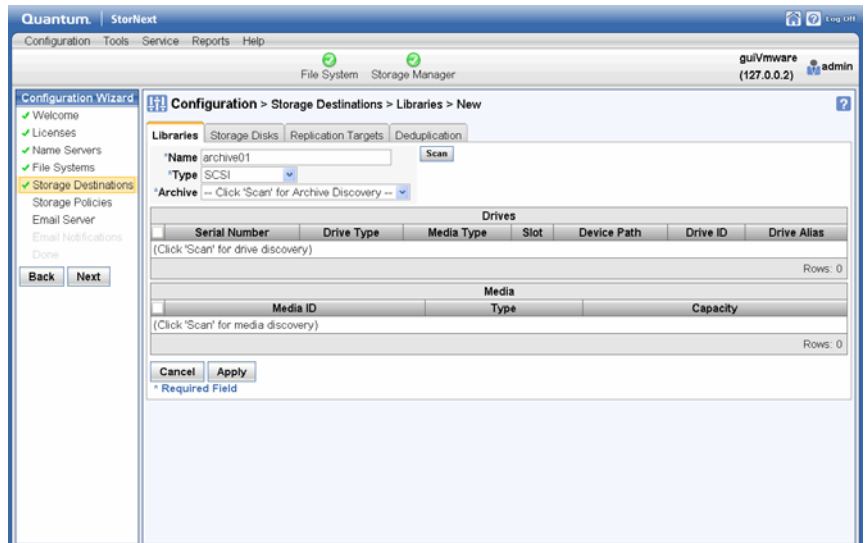 Quantum. StorNext
Log Off
Configuration Tools Service Reports Help
File System Storage Manager
guiVmware
(127.0.0.2)
admin
Configuration Wizard
Welcome
Licenses
Name Servers
File Systems
Storage Destinations
Storage Policies
Email Server
Email Notifications
Done
Back Next
Configuration > Storage Destinations > Libraries > New
?
Libraries Storage Disks Replication Targets Deduplication
*Name archive01 Scan
*Type SCSI
*Archive -- Click 'Scan' for Archive Discovery --
Drives
Serial Number Drive Type Media Type Slot Device Path Drive ID Drive Alias
(Click 'Scan' for drive discovery)
Rows: 0
Media
Media ID Type Capacity
(Click 'Scan' for media discovery)
Rows: 0
Cancel Apply
* Required Field